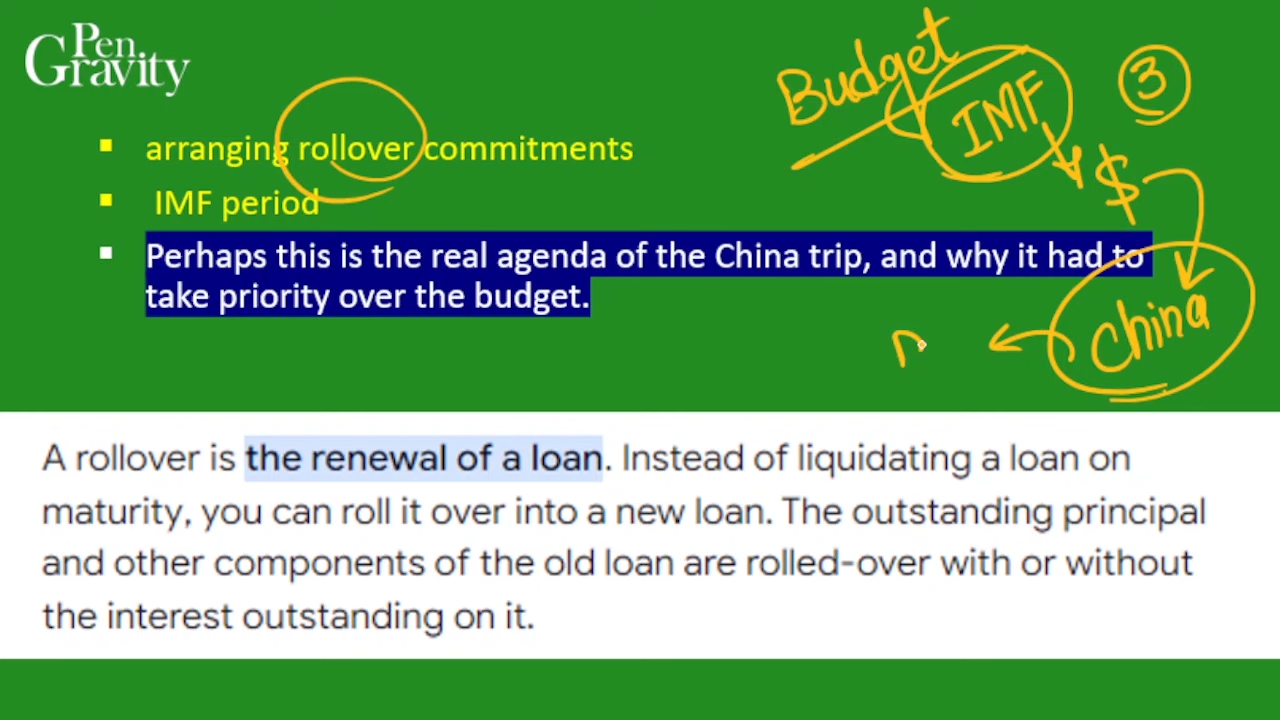 Pen
Gravity
Budget
IMF
3
$
China
arranging rollover commitments
IMF period
Perhaps this is the real agenda of the China trip, and why it had to
take priority over the budget.
A rollover is the renewal of a loan. Instead of liquidating a loan on
maturity, you can roll it over into a new loan. The outstanding principal
and other components of the old loan are rolled-over with or without
the interest outstanding on it.